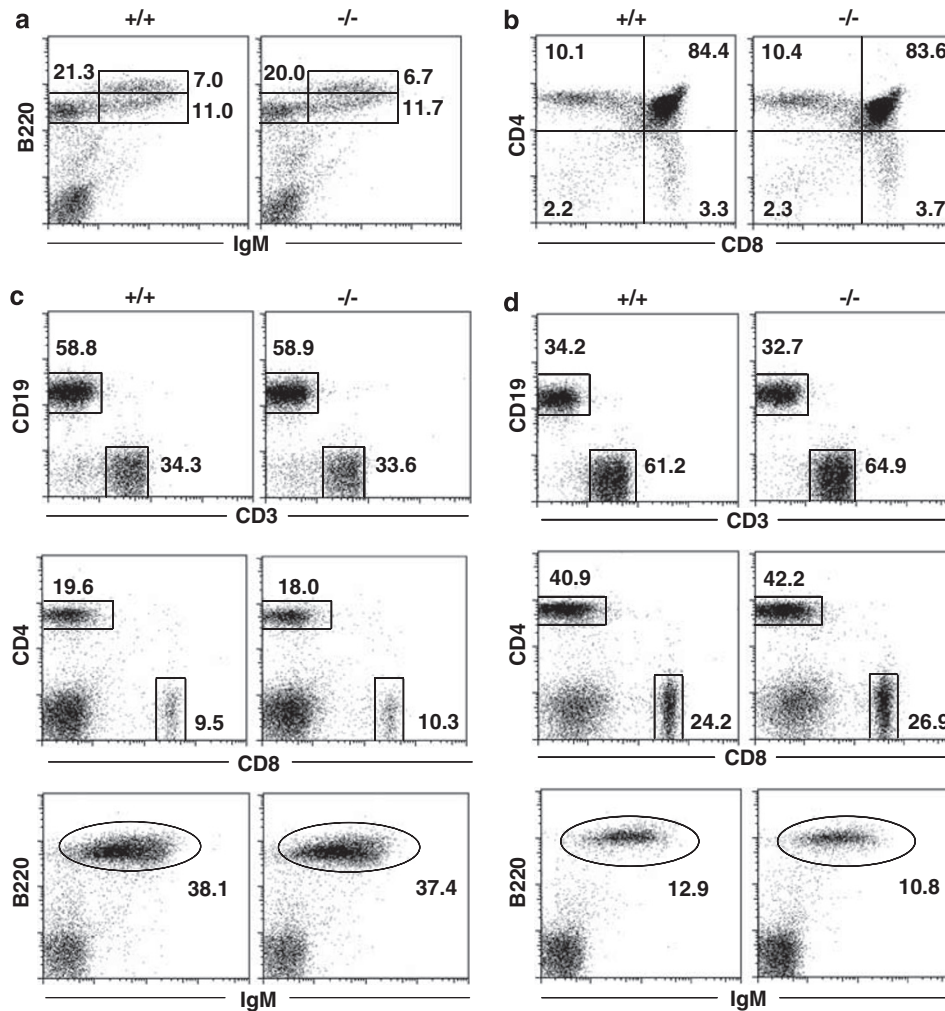 a
+/+
-/-
21.3
7.0
11.0
20.0
6.7
11.7
B220
IgM
b
+/+
-/-
10.1
84.4
2.2
3.3
10.4
83.6
2.3
3.7
CD4
CD8
c
+/+
-/-
58.8
34.3
58.9
33.6
CD19
CD3
19.6
9.5
18.0
10.3
CD4
CD8
38.1
37.4
B220
IgM
d
+/+
-/-
34.2
61.2
32.7
64.9
CD19
CD3
40.9
24.2
42.2
26.9
CD4
CD8
12.9
10.8
B220
IgM